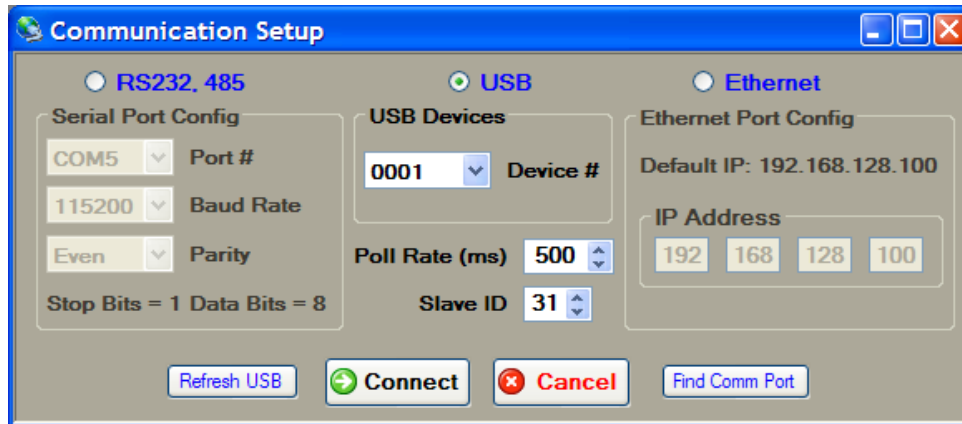 Communication Setup
RS232, 485
USB
Ethernet
Serial Port Config
COM5 Port #
115200 Baud Rate
Even Parity
Stop Bits = 1 Data Bits = 8
USB Devices
0001 Device #
Poll Rate (ms) 500
Slave ID 31
Ethernet Port Config
Default IP: 192.168.128.100
IP Address
192 168 128 100
Refresh USB
Connect
Cancel
Find Comm Port